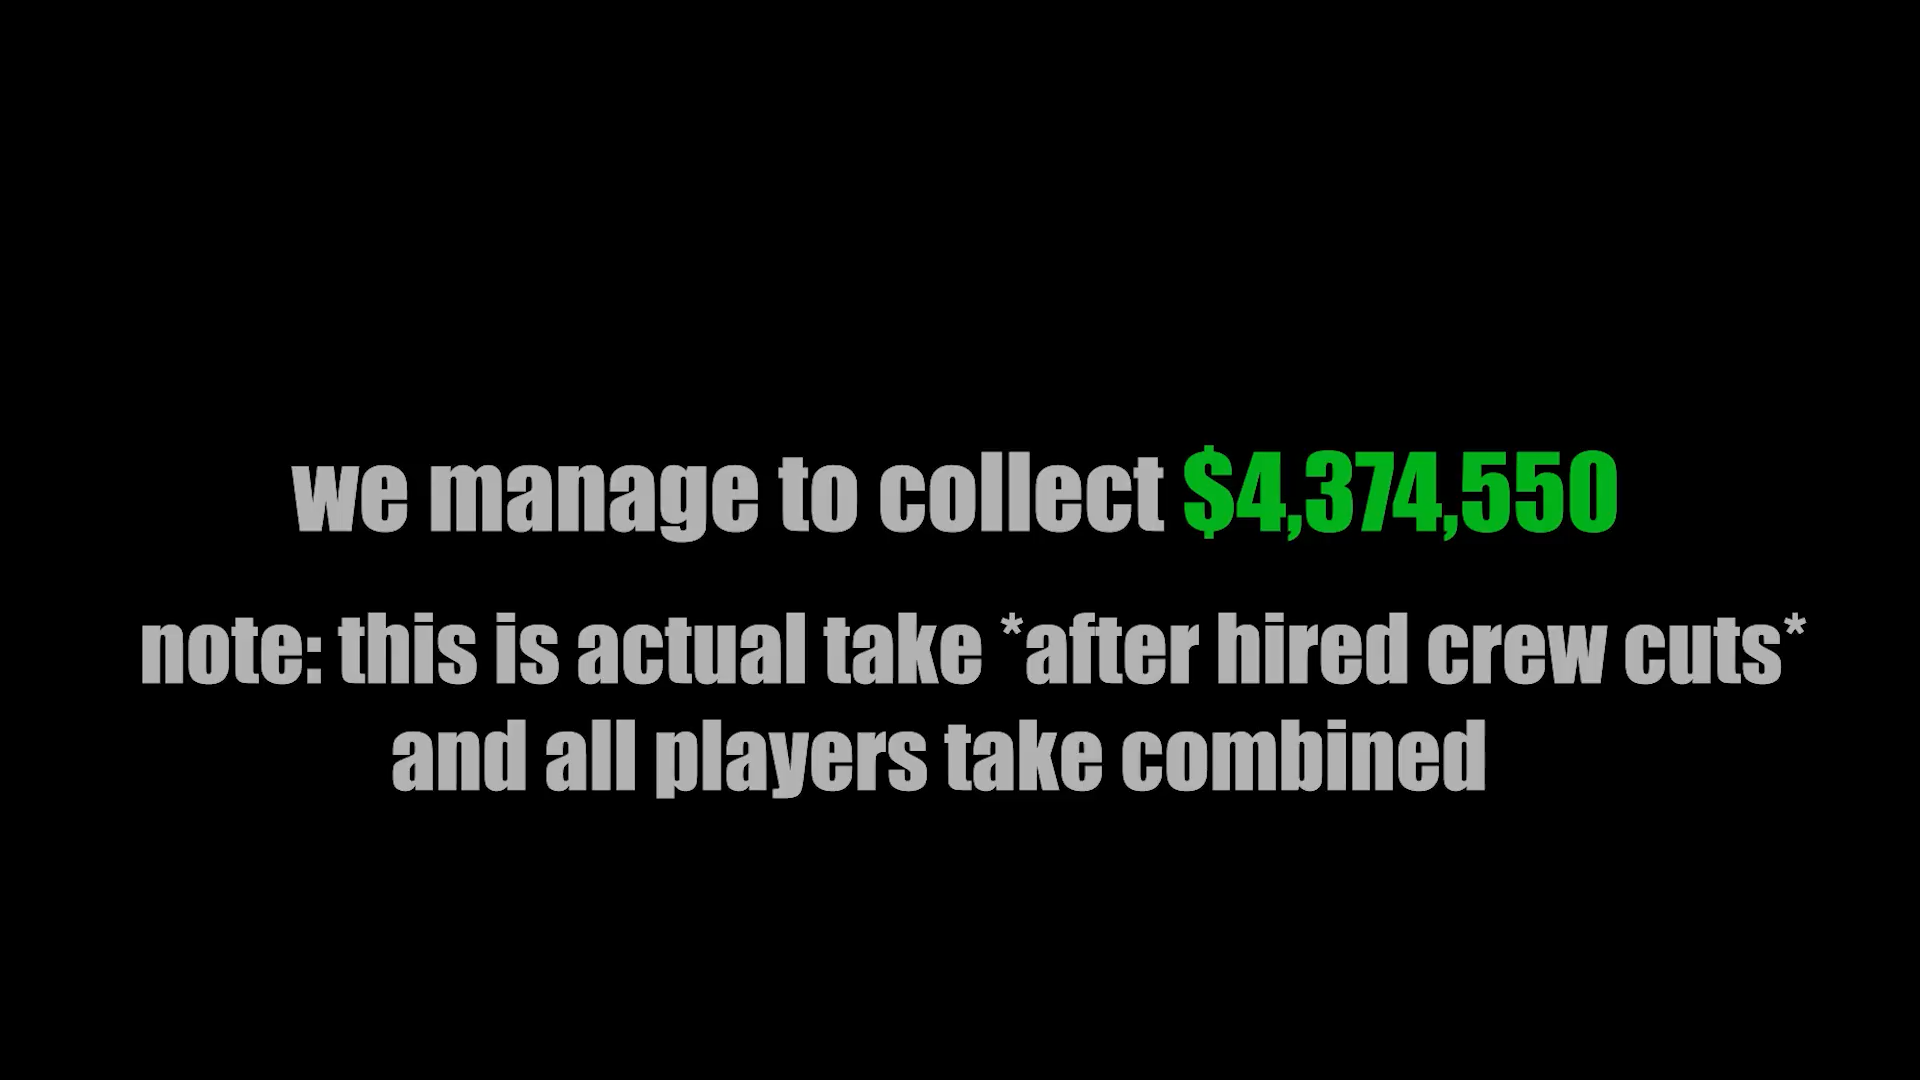 we manage to collect $4,374,550
note: this is actual take *after hired crew cuts*
and all players take combined